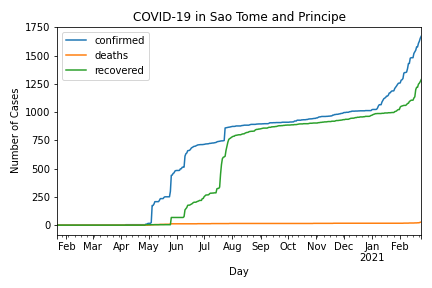 COVID-19 in Sao Tome and Principe
confirmed
deaths
recovered
Number of Cases
1750
1500
1250
1000
750
500
250
0
Feb Mar Apr May Jun Jul Aug Sep Oct Nov Dec Jan Feb
2021
Day